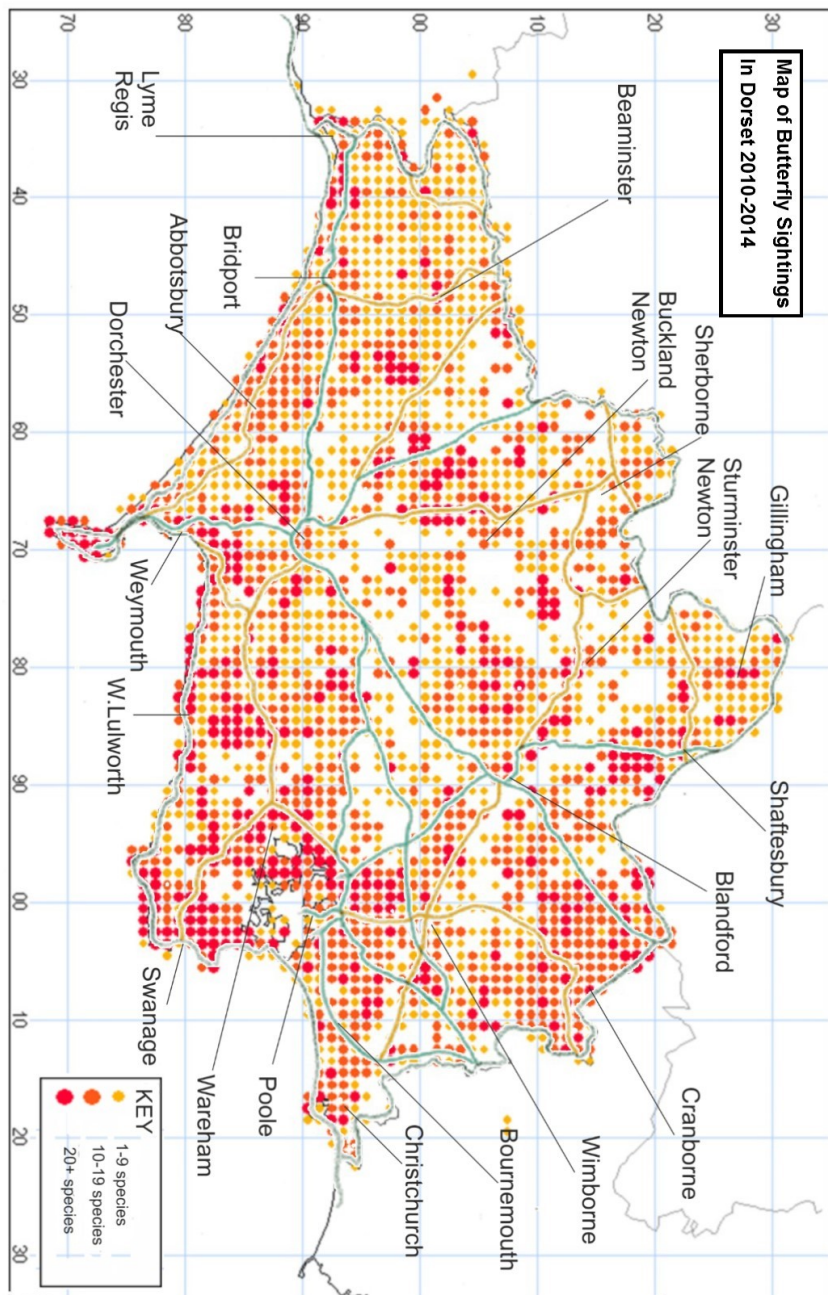 Map of Butterfly Sightings
In Dorset 2010-2014
30
20
10
00
90
80
70
30
40
50
60
70
80
90
00
10
20
30
Beaminster
Buckland
Newton
Sherborne
Sturminster
Newton
Gillingham
Shaftesbury
Blandford
Cranborne
Wimborne
Bournemouth
Christchurch
Poole
Wareham
Swanage
W.Lulworth
Weymouth
Dorchester
Abbotsbury
Bridport
Lyme
Regis
KEY
1-9 species
10-19 species
20+ species